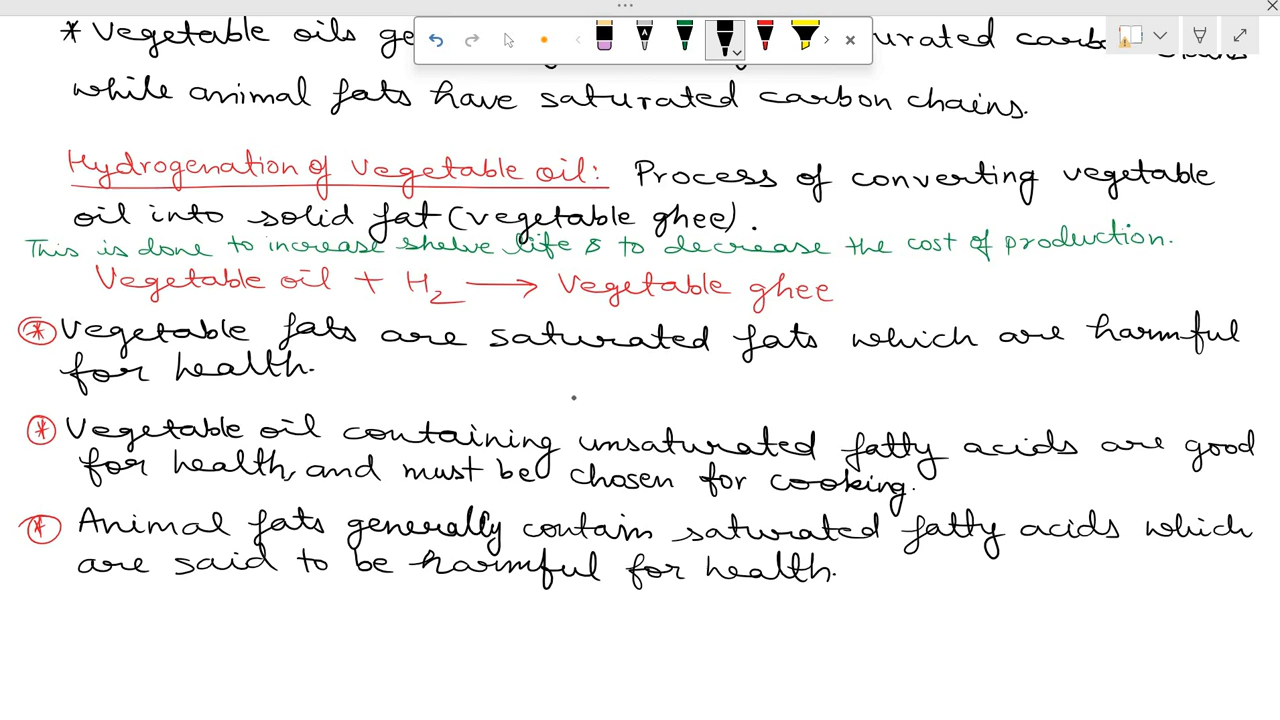 * Vegetable oils ge urated carb
while animal fats have saturated carbon chains.
Hydrogenation of vegetable oil: Process of converting vegetable
oil into solid fat (vegetable ghee).
This is done to increase shelve life & to decrease the cost of production.
Vegetable oil + H2 → Vegetable ghee
* Vegetable fats are saturated fats which are harmful
for health.
* Vegetable oil containing unsaturated fatty acids are good
for health, and must be chosen for cooking.
* Animal fats generally contain saturated fatty acids which
are said to be harmful for health.